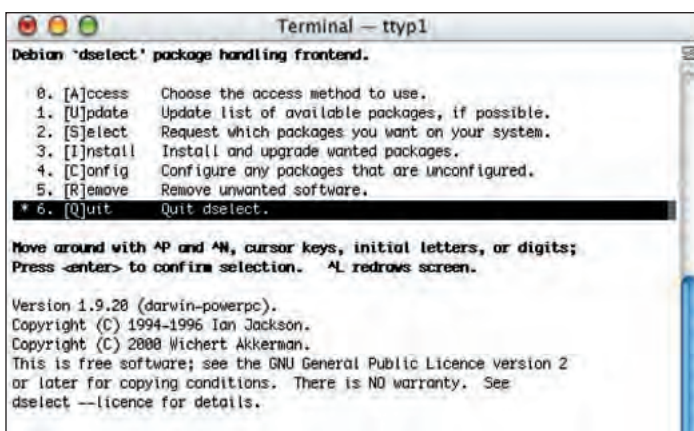 Terminal — ttyp1
Debian `dselect' package handling frontend.
0. [A]ccess Choose the access method to use.
1. [U]pdate Update list of available packages, if possible.
2. [S]elect Request which packages you want on your system.
3. [I]nstall Install and upgrade wanted packages.
4. [C]onfig Configure any packages that are unconfigured.
5. [R]emove Remove unwanted software.
* 6. [Q]uit Quit dselect.
Move around with ^P and ^N, cursor keys, initial letters, or digits;
Press <enter> to confirm selection. ^L redraws screen.
Version 1.9.20 (darwin-powerpc).
Copyright (C) 1994-1996 Ian Jackson.
Copyright (C) 2000 Wichert Akkerman.
This is free software; see the GNU General Public Licence version 2
or later for copying conditions. There is NO warranty. See
dselect --licence for details.